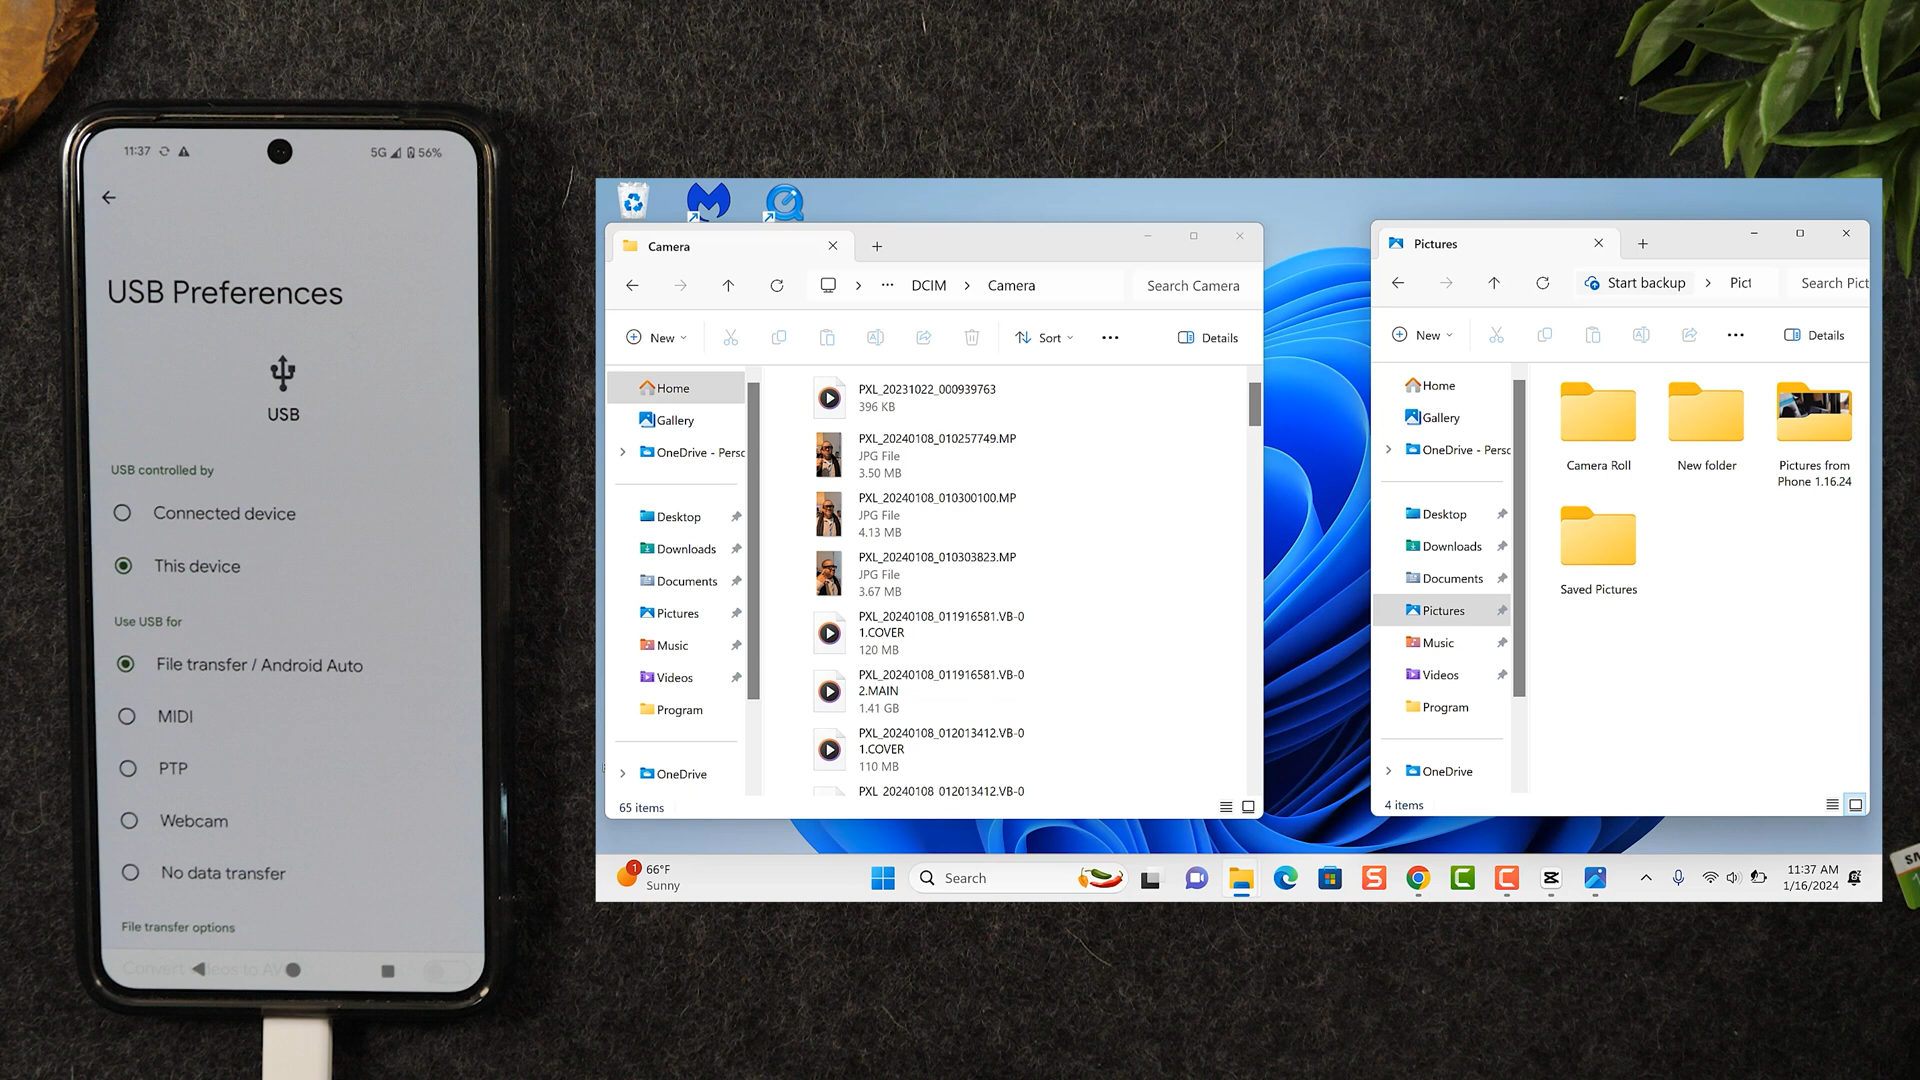 11:37
5G 56%
USB Preferences
USB
USB controlled by
Connected device
This device
Use USB for
File transfer / Android Auto
MIDI
PTP
Webcam
No data transfer
File transfer options
Camera
DCIM
Camera
Search Camera
New
Sort
Details
Home
Gallery
OneDrive - Perso
Desktop
Downloads
Documents
Pictures
Music
Videos
Program
OneDrive
PXL_20231022_000939763
396 KB
PXL_20240108_010257749.MP
JPG File
3.50 MB
PXL_20240108_010300100.MP
JPG File
4.13 MB
PXL_20240108_010303823.MP
JPG File
3.67 MB
PXL_20240108_011916581.VB-0
1.COVER
120 MB
PXL_20240108_011916581.VB-0
2.MAIN
1.41 GB
PXL_20240108_012013412.VB-0
1.COVER
110 MB
PXL_20240108_012013412.VB-0
65 items
Pictures
Start backup
Pict
Search Pict
New
Details
Home
Gallery
OneDrive - Perso
Desktop
Downloads
Documents
Pictures
Music
Videos
Program
OneDrive
Camera Roll
New folder
Pictures from
Phone 1.16.24
Saved Pictures
4 items
1
66°F
Sunny
Search
11:37 AM
1/16/2024